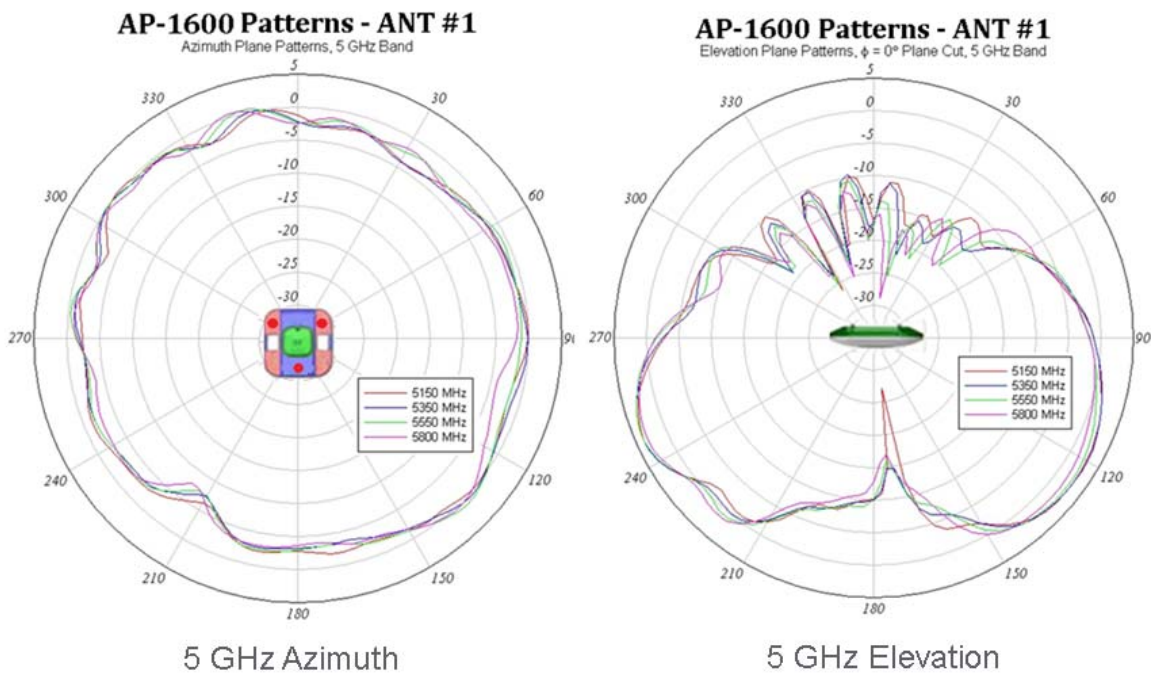 AP-1600 Patterns - ANT #1
Azimuth Plane Patterns, 5 GHz Band
5
0
-5
-10
-15
-20
-25
-30
330
30
300
60
270
240
120
210
150
180
5150 MHz
5350 MHz
5550 MHz
5800 MHz
5 GHz Azimuth
AP-1600 Patterns - ANT #1
Elevation Plane Patterns, ϕ = 0° Plane Cut, 5 GHz Band
5
0
-5
-10
-15
-20
-25
-30
330
30
300
60
270
90
240
120
210
150
180
5150 MHz
5350 MHz
5550 MHz
5800 MHz
5 GHz Elevation